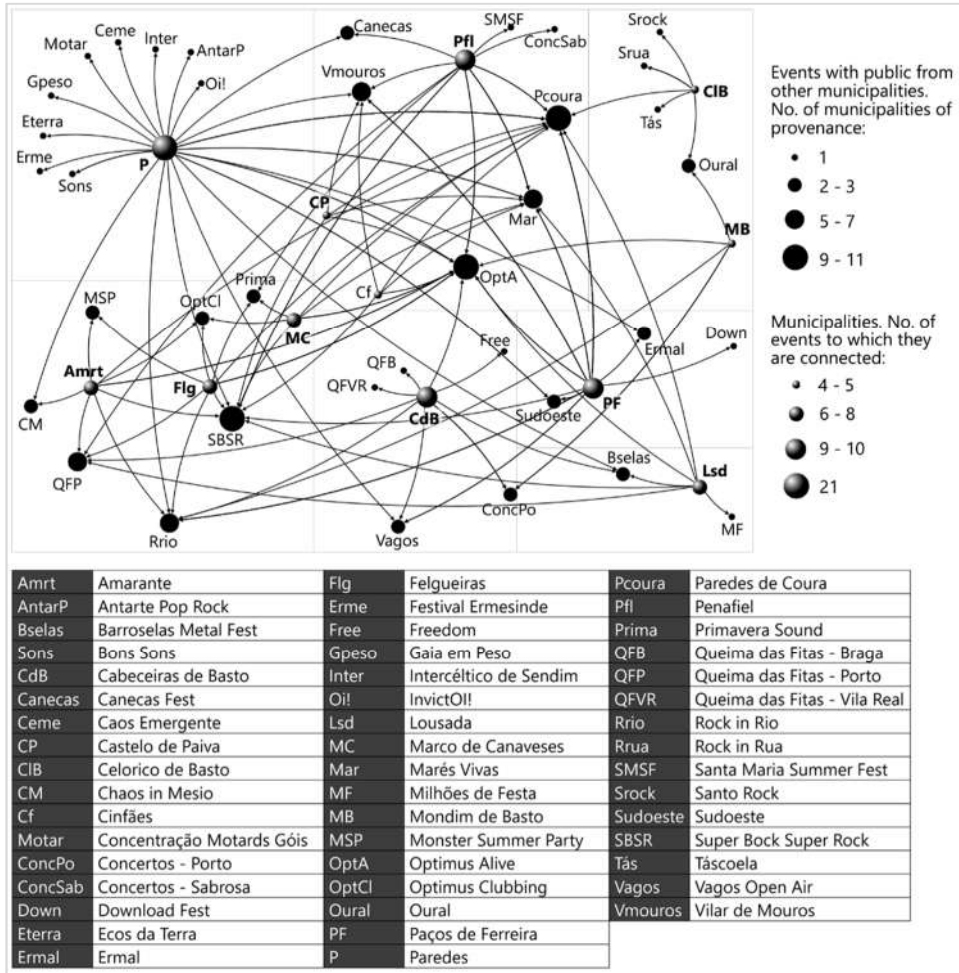 Canecas
SMSF
ConcSab
Srock
Motar
Ceme
Inter
AntarP
Pfl
Srua
Gpeso
Oi!
Vmouros
Pcoura
ClB
Eterra
Tás
Erme
P
Sons
Oural
CP
Mar
MB
OptA
Prima
Cf
MSP
OptCl
MC
Free
Ermal
Down
Amrt
Flg
QFB
QFVR
CM
SBSR
CdB
Sudoeste
PF
QFP
Bselas
Lsd
ConcPo
MF
Rrio
Vagos
Events with public from
other municipalities.
No. of municipalities of
provenance:
1
2 - 3
5 - 7
9 - 11
Municipalities. No. of
events to which they
are connected:
4 - 5
6 - 8
9 - 10
21
Amrt Amarante Flg Felgueiras Pcoura Paredes de Coura
AntarP Antarte Pop Rock Erme Festival Ermesinde Pfl Penafiel
Bselas Barroselas Metal Fest Free Freedom Prima Primavera Sound
Sons Bons Sons Gpeso Gaia em Peso QFB Queima das Fitas - Braga
CdB Cabeceiras de Basto Inter Intercéltico de Sendim QFP Queima das Fitas - Porto
Canecas Canecas Fest Oi! InvictOI! QFVR Queima das Fitas - Vila Real
Ceme Caos Emergente Lsd Lousada Rrio Rock in Rio
CP Castelo de Paiva MC Marco de Canaveses Rrua Rock in Rua
ClB Celorico de Basto Mar Marés Vivas SMSF Santa Maria Summer Fest
CM Chaos in Mesio MF Milhões de Festa Srock Santo Rock
Cf Cinfães MB Mondim de Basto Sudoeste Sudoeste
Motar Concentração Motards Góis MSP Monster Summer Party SBSR Super Bock Super Rock
ConcPo Concertos - Porto OptA Optimus Alive Tás Táscoela
ConcSab Concertos - Sabrosa OptCl Optimus Clubbing Vagos Vagos Open Air
Down Download Fest Oural Oural Vmouros Vilar de Mouros
Eterra Ecos da Terra PF Paços de Ferreira
Ermal Ermal P Paredes